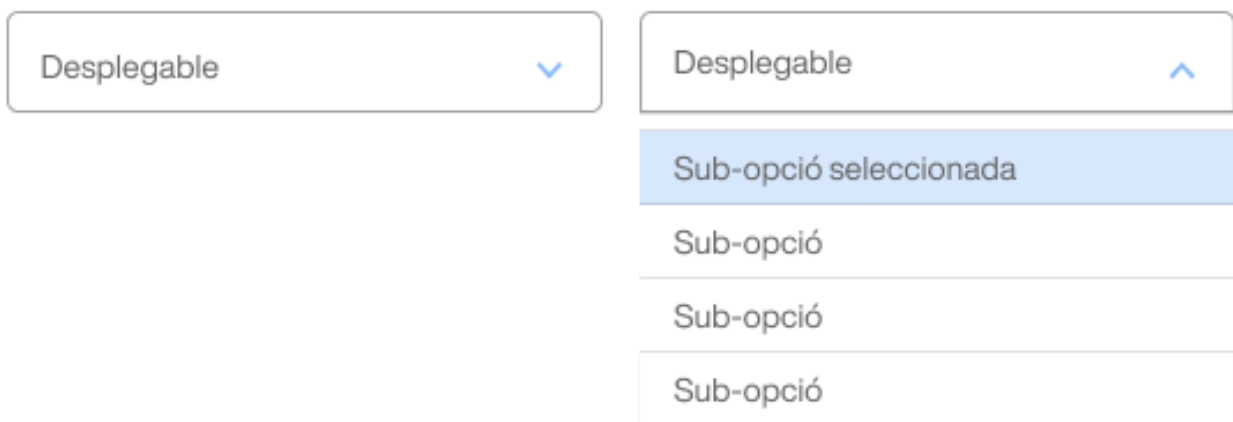 Desplegable
Desplegable
Sub-opció seleccionada
Sub-opció
Sub-opció
Sub-opció